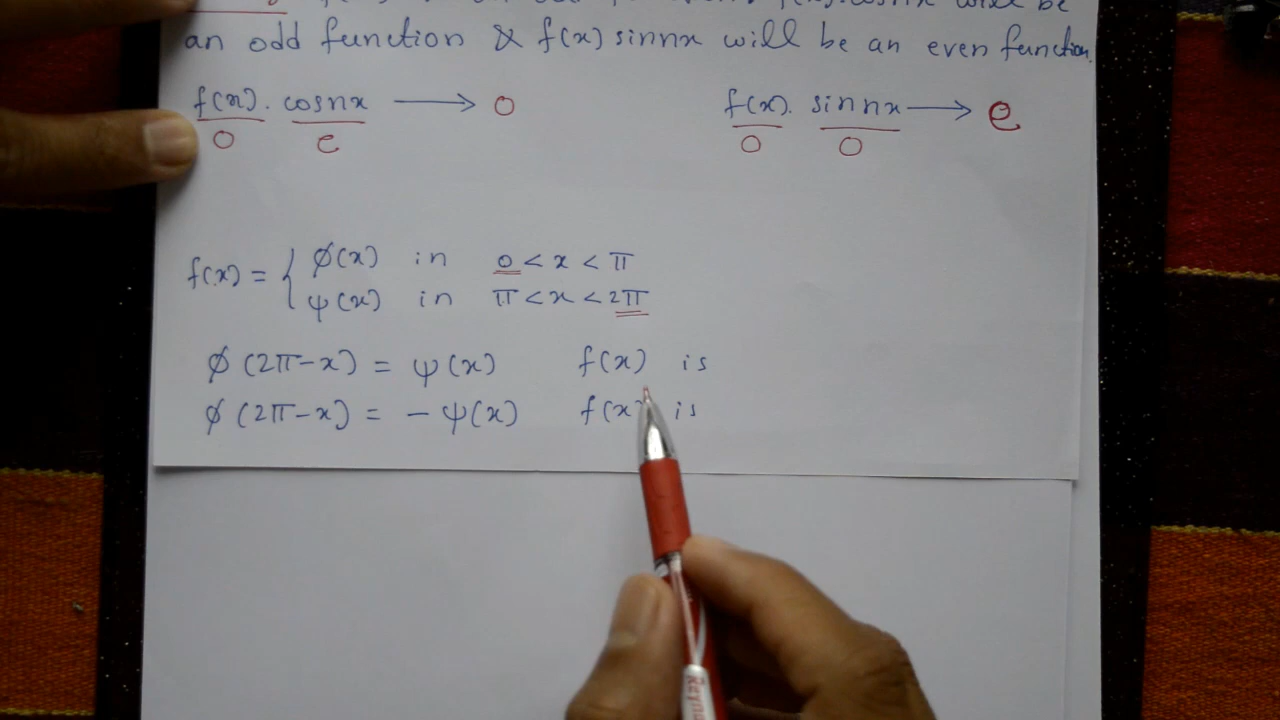 an odd function & f(x) sinnx will be an even function.
f(x). cosnx ⟶ o f(x). sinnx ⟶ e
o e o o
f(x) = { ϕ(x) in 0 < x < π
ψ(x) in π < x < 2π
ϕ (2π-x) = ψ(x) f(x) is
ϕ (2π-x) = - ψ(x) f(x) is